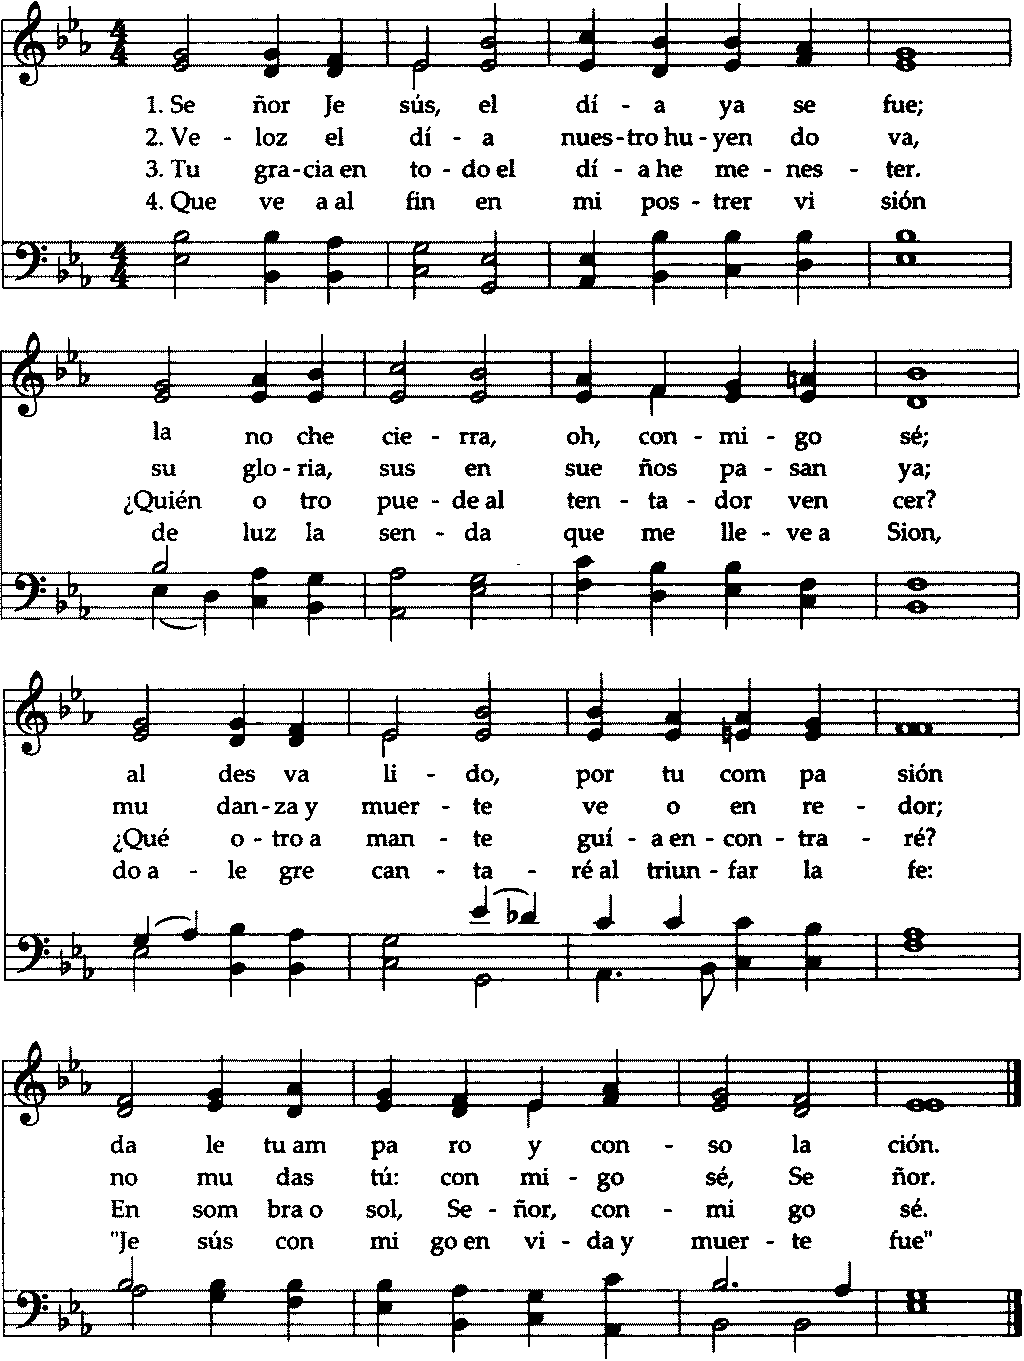 1. Se ñor Je sús, el dí - a ya se fue;
2. Ve - loz el dí - a nues-tro hu-yen do va,
3. Tu gra-cia en to - do el dí - a he me - nes - ter.
4. Que ve a al fin en mi pos - trer vi sión
la no che cie - rra, oh, con - mi - go sé;
su glo - ria, sus en sue ños pa - san ya;
¿Quién o tro pue - de al ten - ta - dor ven cer?
de luz la sen - da que me lle - ve a Sion,
al des va li - do, por tu com pa sión
mu dan-za y muer - te ve o en re - dor;
¿Qué o - tro a man - te guí - a en - con - tra - ré?
do a - le gre can - ta - ré al triun-far la fe:
da le tu am pa ro y con - so la ción.
no mu das tú: con mi - go sé, Se ñor.
En som bra o sol, Se - ñor, con - mi go sé.
"Je sús con mi go en vi - da y muer - te fue"